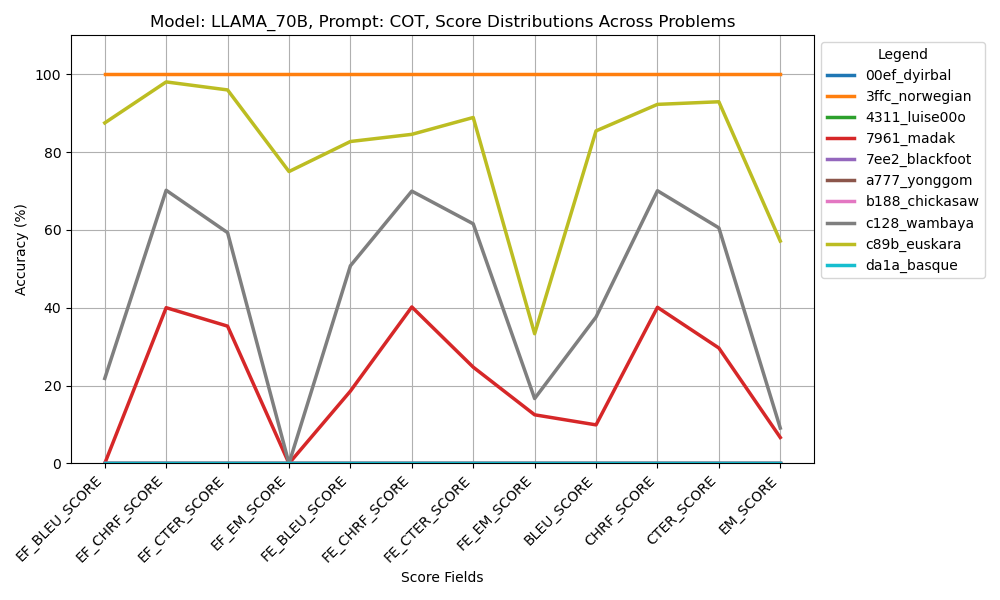 Model: LLAMA_70B, Prompt: COT, Score Distributions Across Problems
Accuracy (%)
100
80
60
40
20
0
EF_BLEU_SCORE
EF_CHRF_SCORE
EF_CTER_SCORE
EF_EM_SCORE
FE_BLEU_SCORE
FE_CHRF_SCORE
FE_CTER_SCORE
FE_EM_SCORE
BLEU_SCORE
CHRF_SCORE
CTER_SCORE
EM_SCORE
Score Fields
Legend
00ef_dyirbal
3ffc_norwegian
4311_luise00o
7961_madak
7ee2_blackfoot
a777_yonggom
b188_chickasaw
c128_wambaya
c89b_euskara
da1a_basque